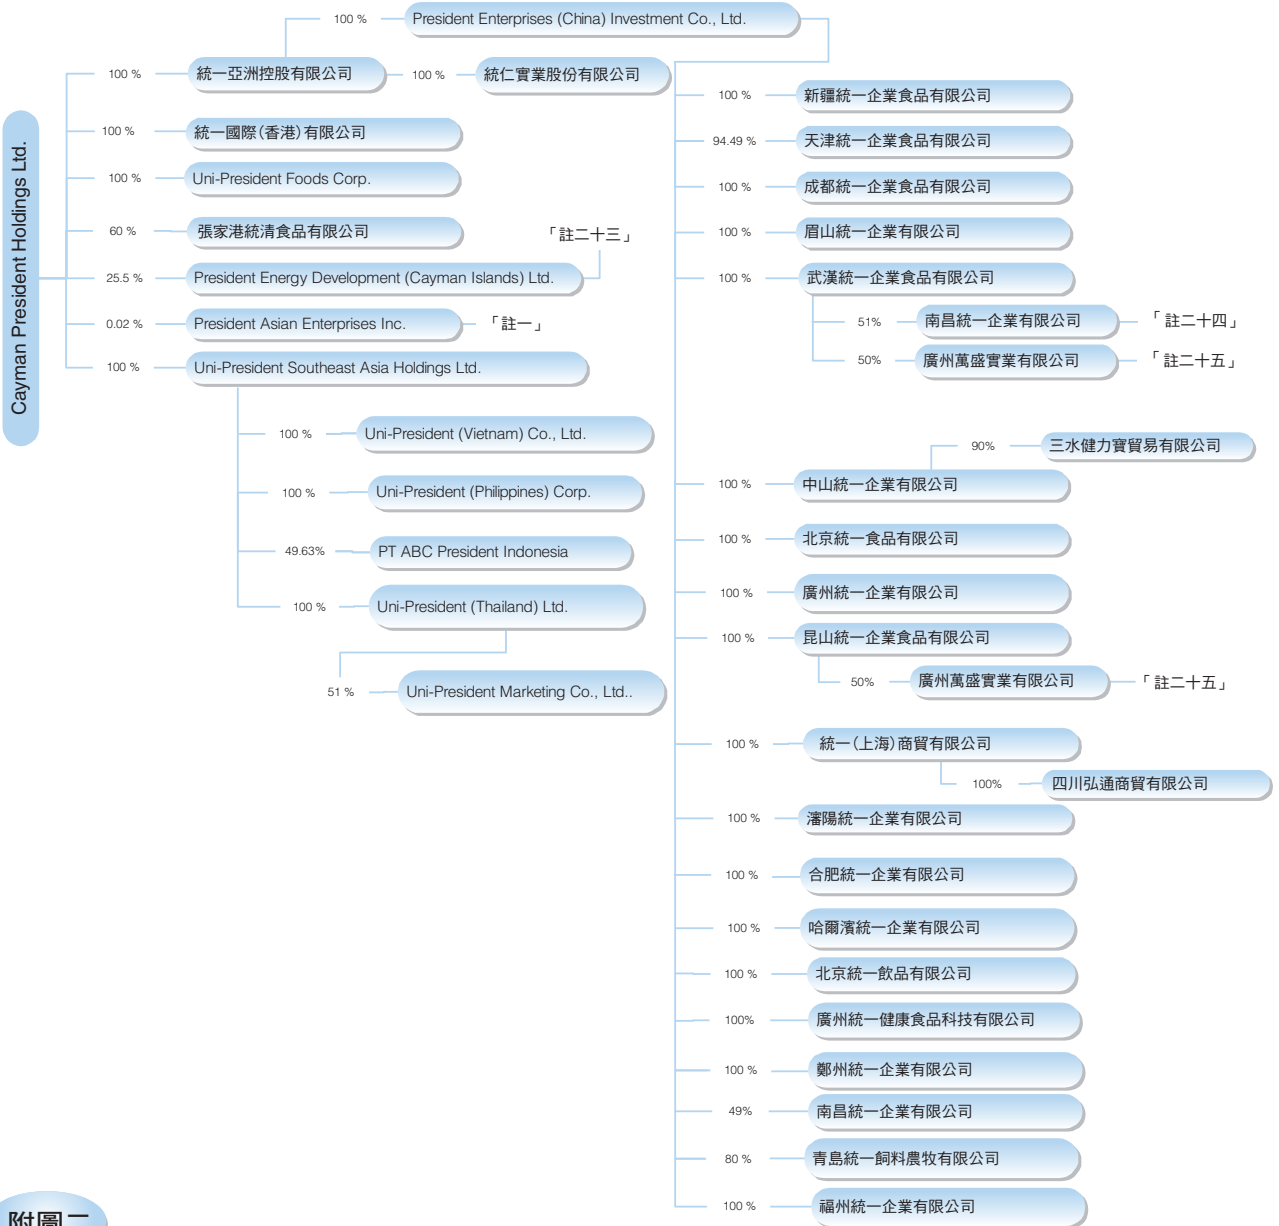 Cayman President Holdings Ltd.
100 %
President Enterprises (China) Investment Co., Ltd.
100 %
統一亞洲控股有限公司
100 %
統仁實業股份有限公司
100 %
統一國際(香港)有限公司
100 %
Uni-President Foods Corp.
60 %
張家港統清食品有限公司
「註二十三」
25.5 %
President Energy Development (Cayman Islands) Ltd.
0.02 %
President Asian Enterprises Inc.
「註一」
100 %
Uni-President Southeast Asia Holdings Ltd.
100 %
Uni-President (Vietnam) Co., Ltd.
100 %
Uni-President (Philippines) Corp.
49.63%
PT ABC President Indonesia
100 %
Uni-President (Thailand) Ltd.
51 %
Uni-President Marketing Co., Ltd..
100 %
新疆統一企業食品有限公司
94.49 %
天津統一企業食品有限公司
100 %
成都統一企業食品有限公司
100 %
眉山統一企業有限公司
100 %
武漢統一企業食品有限公司
51%
南昌統一企業有限公司
「註二十四」
50%
廣州萬盛實業有限公司
「註二十五」
90%
三水健力寶貿易有限公司
100 %
中山統一企業有限公司
100 %
北京統一食品有限公司
100 %
廣州統一企業有限公司
100 %
昆山統一企業食品有限公司
50%
廣州萬盛實業有限公司
「註二十五」
100 %
統一(上海)商貿有限公司
100%
四川弘通商貿有限公司
100 %
瀋陽統一企業有限公司
100 %
合肥統一企業有限公司
100 %
哈爾濱統一企業有限公司
100 %
北京統一飲品有限公司
100%
廣州統一健康食品科技有限公司
100 %
鄭州統一企業有限公司
49%
南昌統一企業有限公司
80 %
青島統一飼料農牧有限公司
100 %
福州統一企業有限公司
附圖二